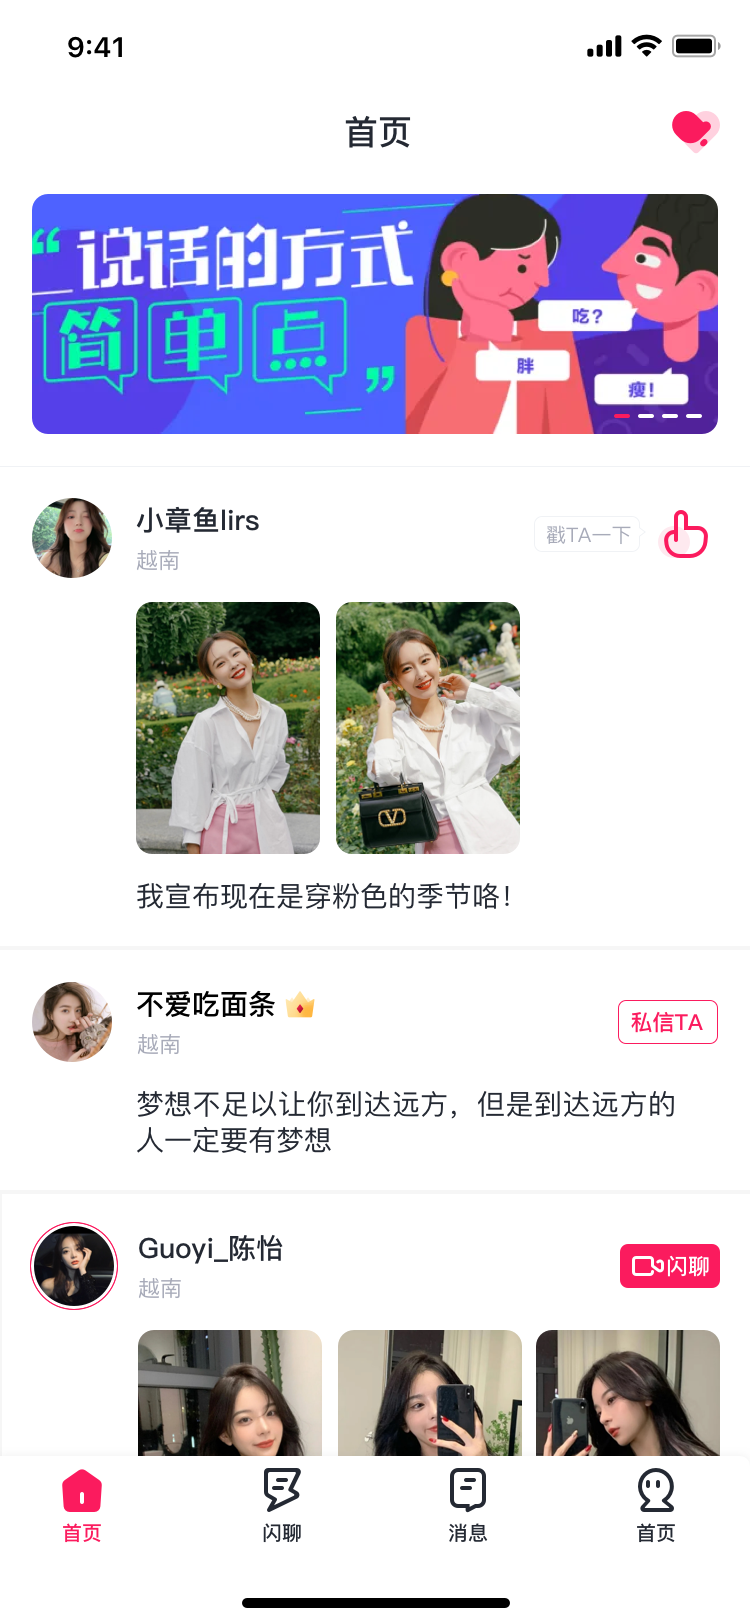 9:41
首页
“说话的方式
简单点”
吃？
胖
瘦！
小章鱼lirs
越南
戳TA一下
我宣布现在是穿粉色的季节咯！
不爱吃面条
越南
私信TA
梦想不足以让你到达远方，但是到达远方的
人一定要有梦想
Guoyi_陈怡
越南
闪聊
首页
闪聊
消息
首页